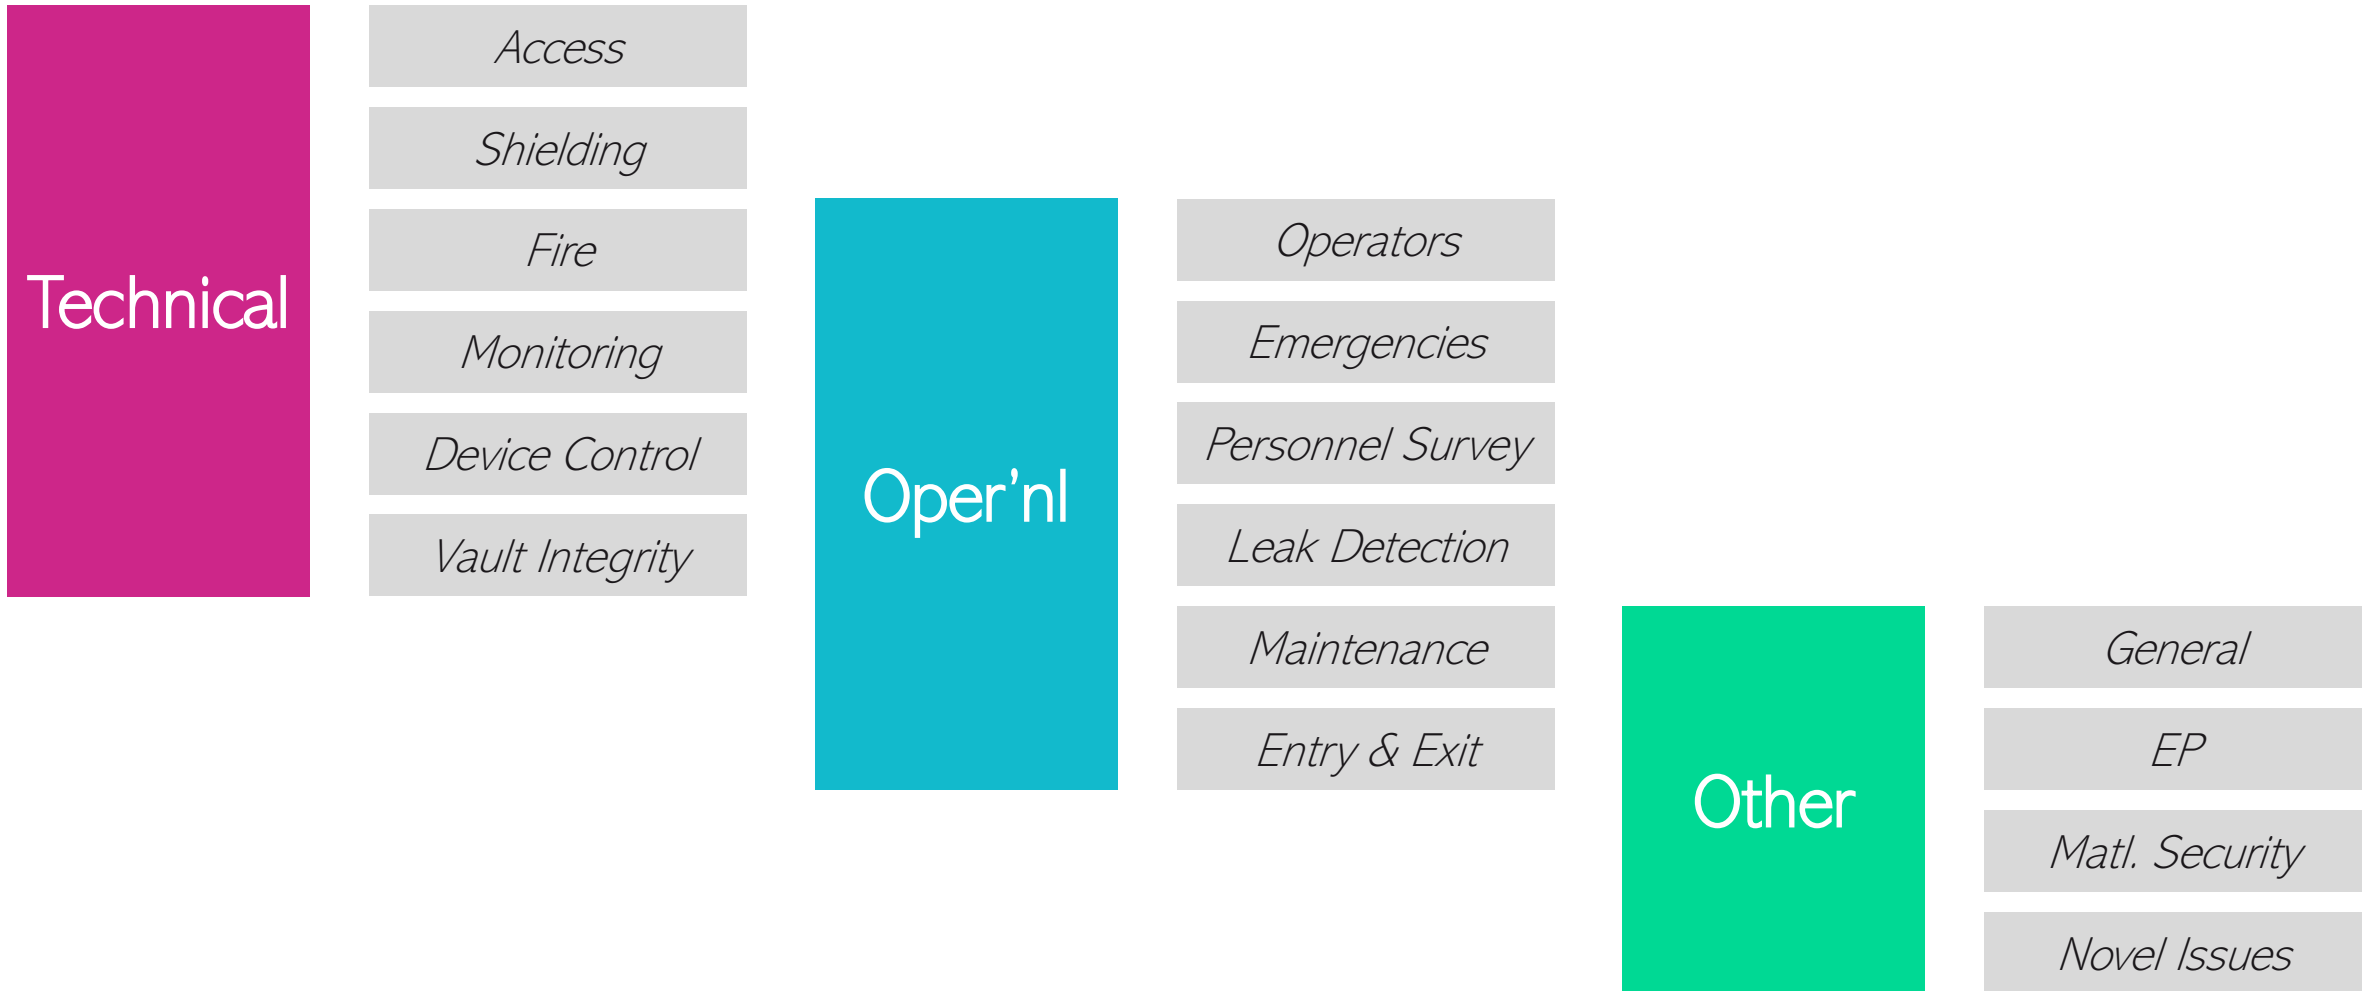 Technical
Access
Shielding
Fire
Monitoring
Device Control
Vault Integrity
Oper’nl
Operators
Emergencies
Personnel Survey
Leak Detection
Maintenance
Entry & Exit
Other
General
EP
Matl. Security
Novel Issues